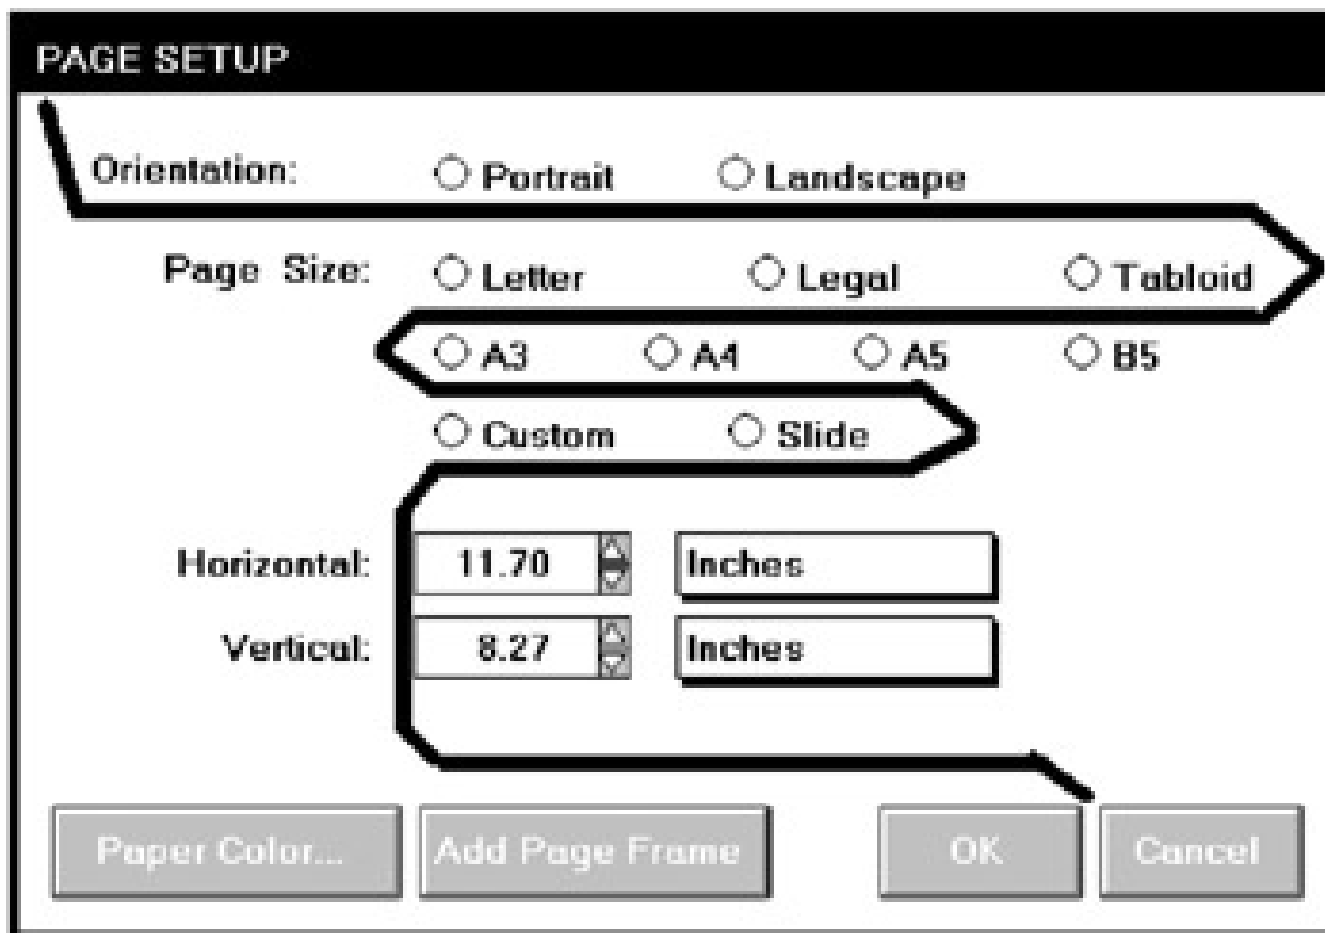 PAGE SETUP
Orientation: Portrait Landscape
Page Size: Letter Legal Tabloid
A3 A4 A5 B5
Custom Slide
Horizontal: 11.70 Inches
Vertical: 8.27 Inches
Paper Color... Add Page Frame OK Cancel